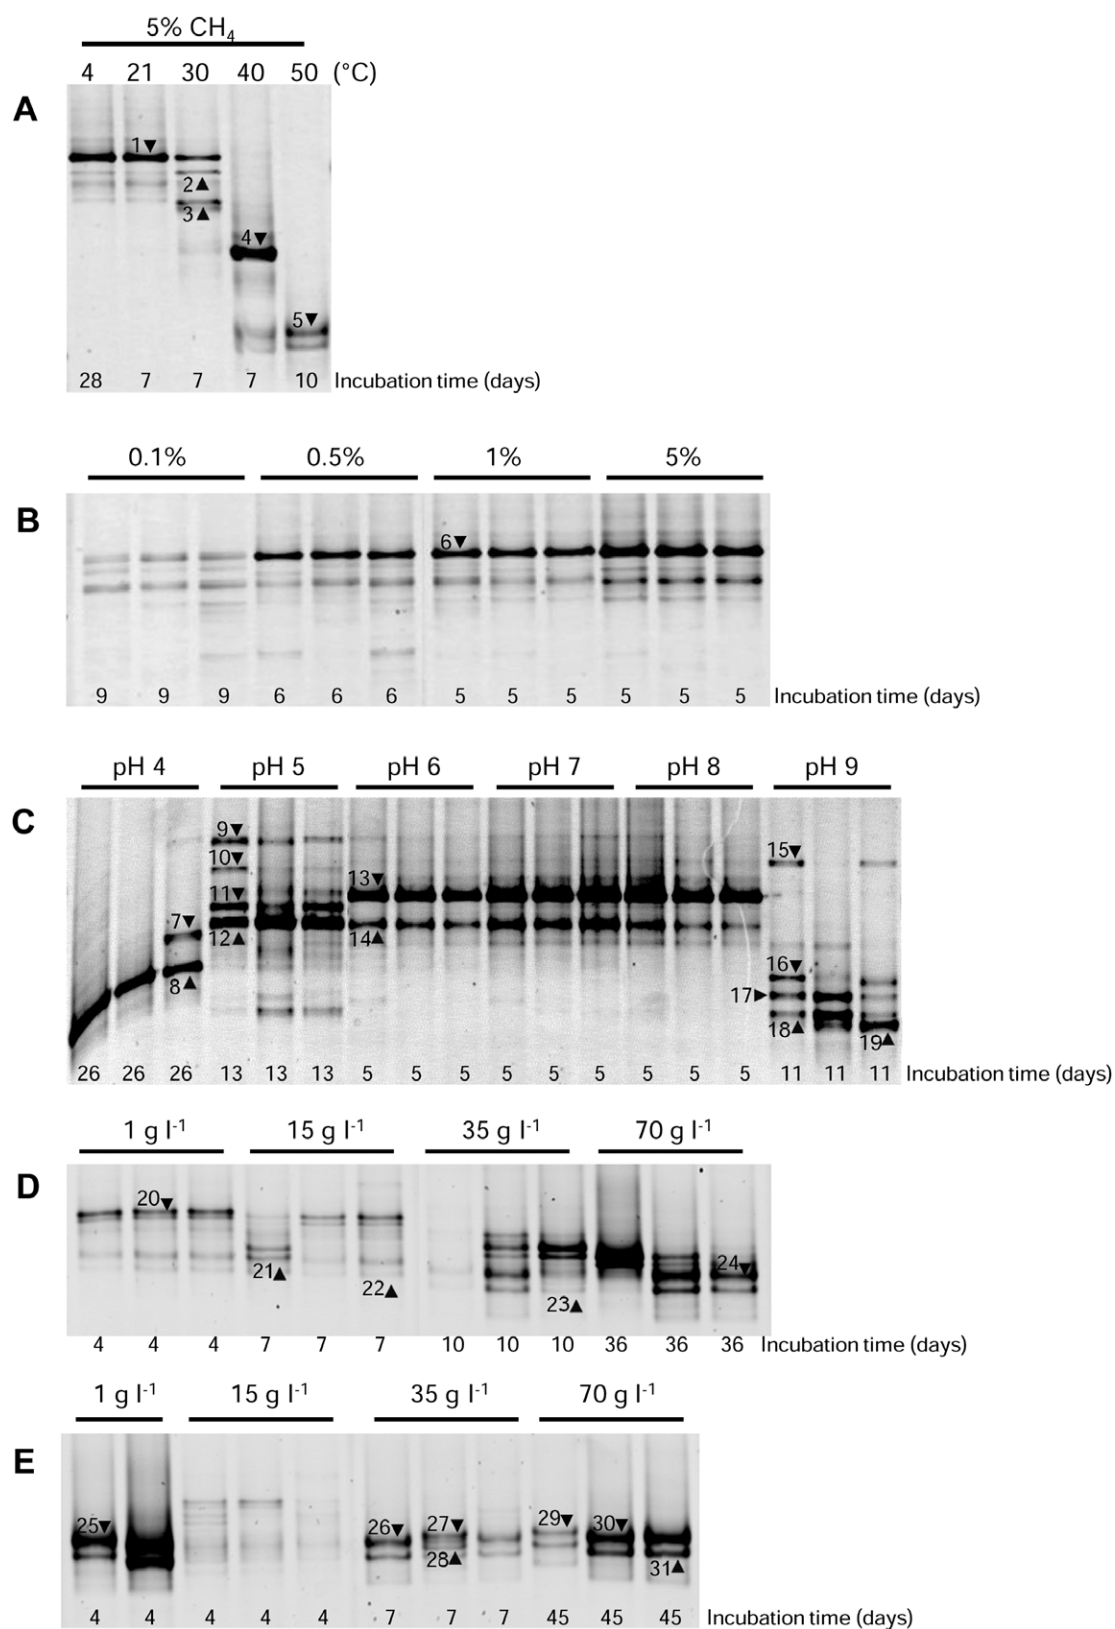 5% CH₄
4 21 30 40 50 (°C)
A
1▼
2▲
3▲
4▼
5▼
28 7 7 7 10 Incubation time (days)
0.1% 0.5% 1% 5%
B
6▼
9 9 9 6 6 6 5 5 5 5 5 5 Incubation time (days)
pH 4 pH 5 pH 6 pH 7 pH 8 pH 9
C
9▼
10▼ 15▼
11▼ 13▼
7▼ 12▲ 14▲
8▲ 16▼
17►
18▲ 19▲
26 26 26 13 13 13 5 5 5 5 5 5 5 5 5 11 11 11 Incubation time (days)
1 g l⁻¹ 15 g l⁻¹ 35 g l⁻¹ 70 g l⁻¹
D
20▼
21▲ 22▲ 23▲ 24▼
4 4 4 7 7 7 10 10 10 36 36 36 Incubation time (days)
1 g l⁻¹ 15 g l⁻¹ 35 g l⁻¹ 70 g l⁻¹
E
25▼ 26▼ 27▼ 29▼ 30▼
28▲ 31▲
4 4 4 4 4 7 7 7 45 45 45 Incubation time (days)